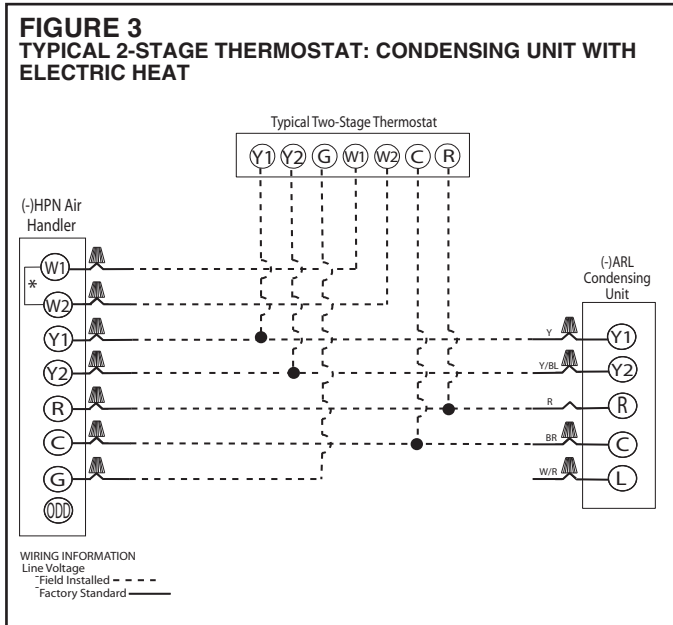 FIGURE 3
TYPICAL 2-STAGE THERMOSTAT: CONDENSING UNIT WITH
ELECTRIC HEAT
Typical Two-Stage Thermostat
Y1 Y2 G W1 W2 C R
(-)HPN Air
Handler
W1
*
W2
Y1
Y2
R
C
G
ODD
(-)ARL
Condensing
Unit
Y Y1
Y/BL Y2
R R
BR C
W/R L
WIRING INFORMATION
Line Voltage
-Field Installed
-Factory Standard